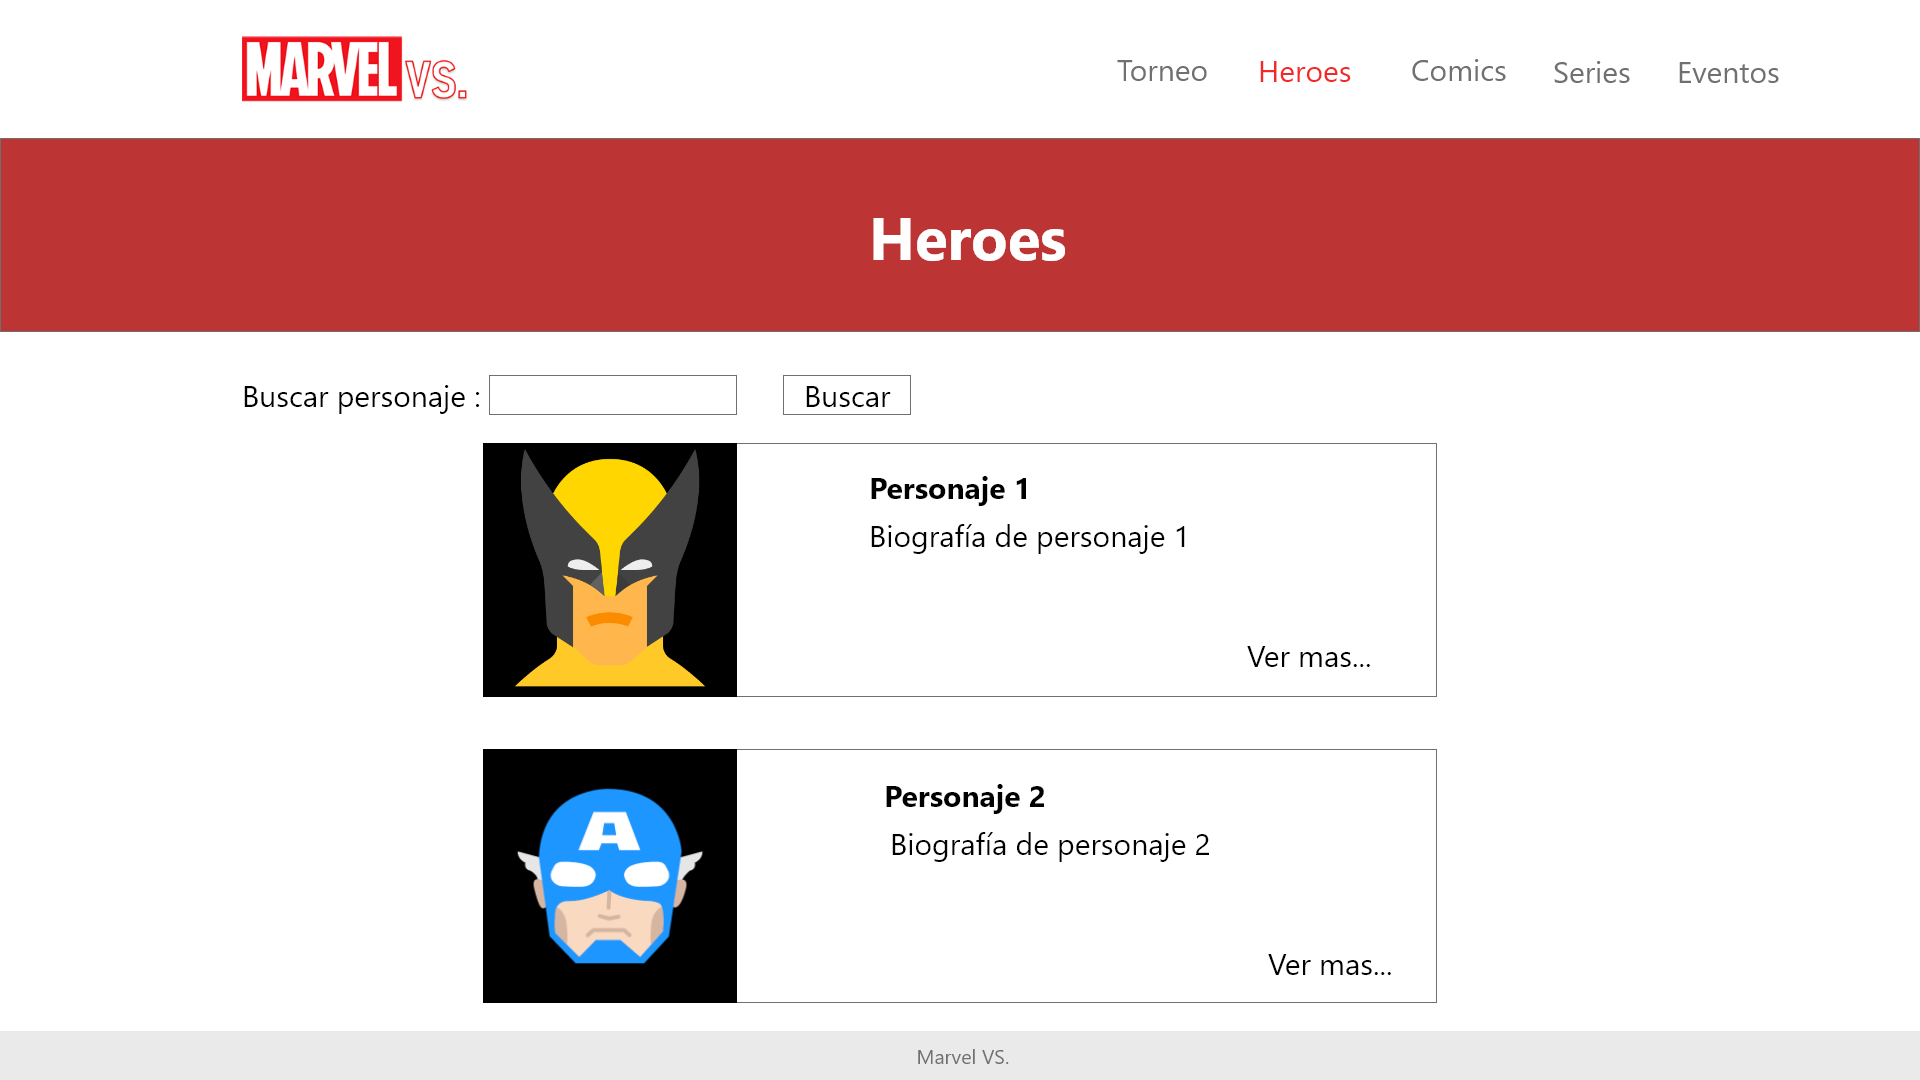 MARVEL VS.
Torneo Heroes Comics Series Eventos
Heroes
Buscar personaje : Buscar
Personaje 1
Biografía de personaje 1
Ver mas...
A
Personaje 2
Biografía de personaje 2
Ver mas...
Marvel VS.